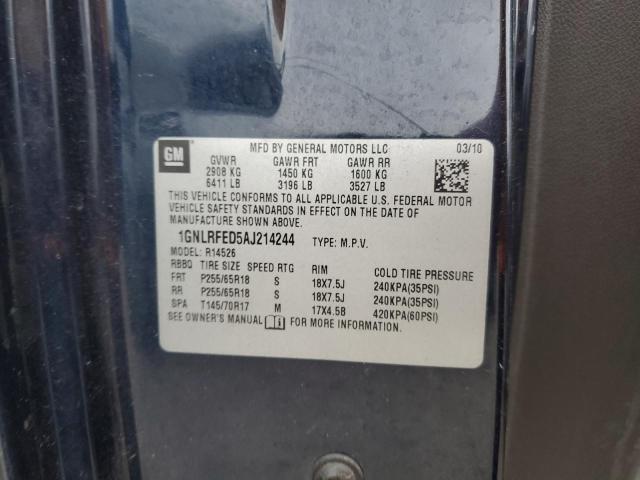 GM
MFD BY GENERAL MOTORS LLC 03/10
GVWR GAWR FRT GAWR RR
2908 KG 1450 KG 1600 KG
6411 LB 3196 LB 3527 LB
THIS VEHICLE CONFORMS TO ALL APPLICABLE U.S. FEDERAL MOTOR
VEHICLE SAFETY STANDARDS IN EFFECT ON THE DATE OF
MANUFACTURE SHOWN ABOVE.
1GNLRFED5AJ214244 TYPE: M.P.V.
MODEL: R14526
RBBQ TIRE SIZE SPEED RTG RIM COLD TIRE PRESSURE
FRT P255/65R18 S 18X7.5J 240KPA(35PSI)
RR P255/65R18 S 18X7.5J 240KPA(35PSI)
SPA T145/70R17 M 17X4.5B 420KPA(60PSI)
SEE OWNER'S MANUAL FOR MORE INFORMATION.